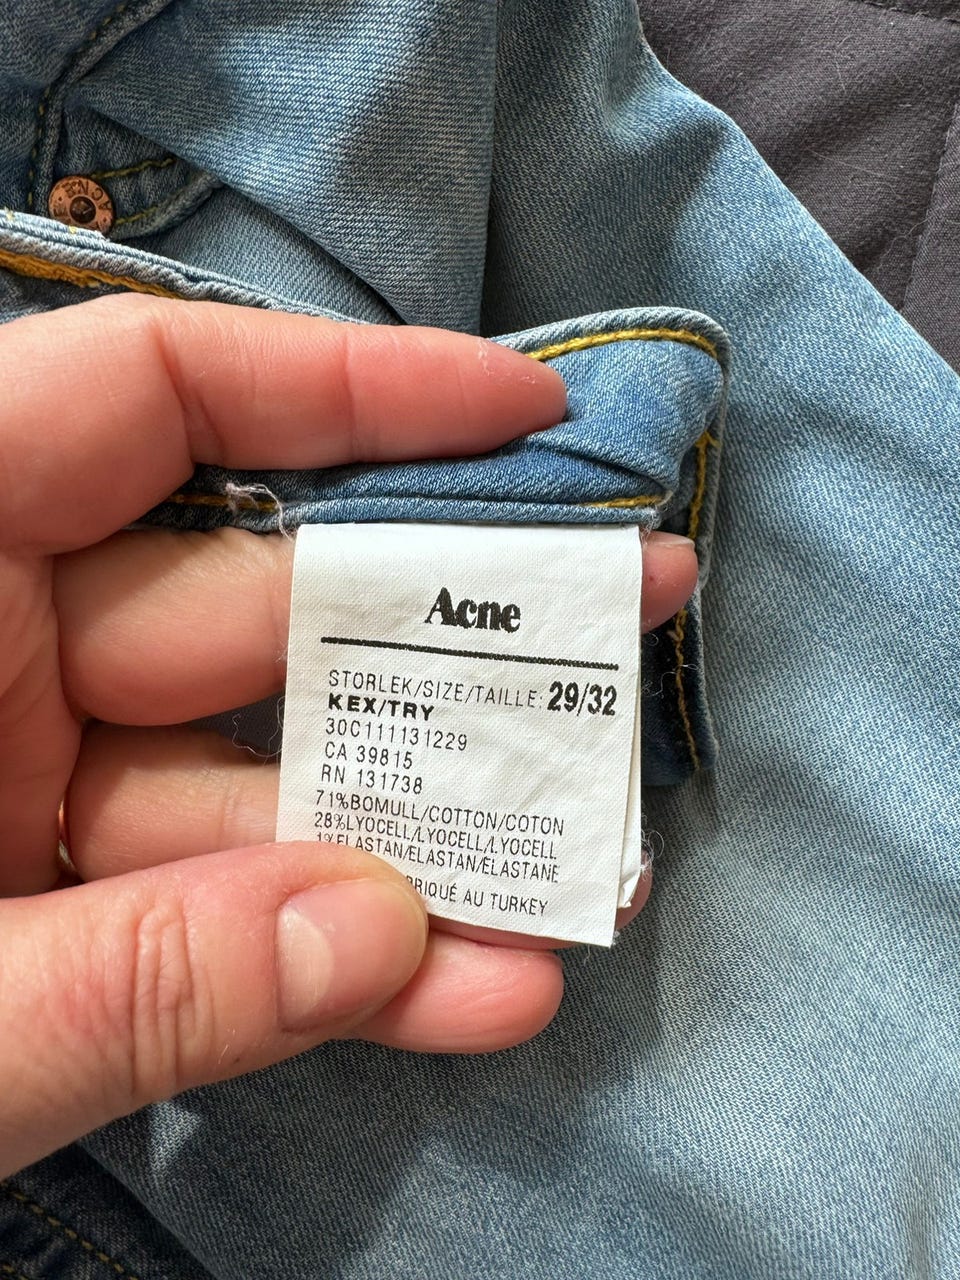 ACNE
Acne
STORLEK/SIZE/TAILLE: 29/32
KEX/TRY
30C111131229
CA 39815
RN 131738
71%BOMULL/COTTON/COTON
28%LYOCELL/LYOCELL/LYOCELL
1%ELASTAN/ELASTAN/ELASTANE
AU TURKEY